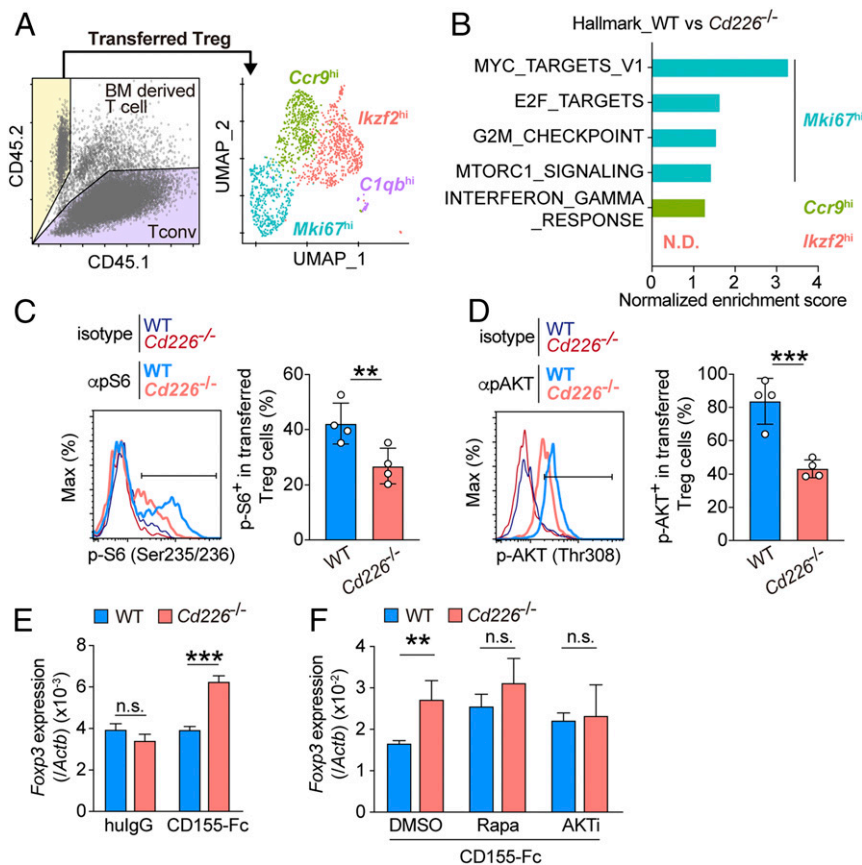 A
Transferred Treg
BM derived
T cell
CD45.2
Tconv
CD45.1
Ccr9hi
Ikzf2hi
C1qbhi
Mki67hi
UMAP_2
UMAP_1
B
Hallmark_WT vs Cd226-/-
MYC_TARGETS_V1
E2F_TARGETS
G2M_CHECKPOINT
MTORC1_SIGNALING
INTERFERON_GAMMA
_RESPONSE
Mki67hi
Ccr9hi
N.D.
Ikzf2hi
0 1 2 3 4
Normalized enrichment score
C
isotype
WT
Cd226-/-
αpS6
WT
Cd226-/-
Max (%)
p-S6 (Ser235/236)
p-S6+ in transferred
Treg cells (%)
60
40
20
0
**
WT
Cd226-/-
D
isotype
WT
Cd226-/-
αpAKT
WT
Cd226-/-
Max (%)
p-AKT (Thr308)
p-AKT+ in transferred
Treg cells (%)
100
80
60
40
20
0
***
WT
Cd226-/-
E
WT Cd226-/-
Foxp3 expression
(/Actb) (x10-3)
8
6
4
2
0
n.s.
***
huIgG CD155-Fc
F
WT Cd226-/-
Foxp3 expression
(/Actb) (x10-2)
4
3
2
1
0
**
n.s.
n.s.
DMSO Rapa AKTi
CD155-Fc